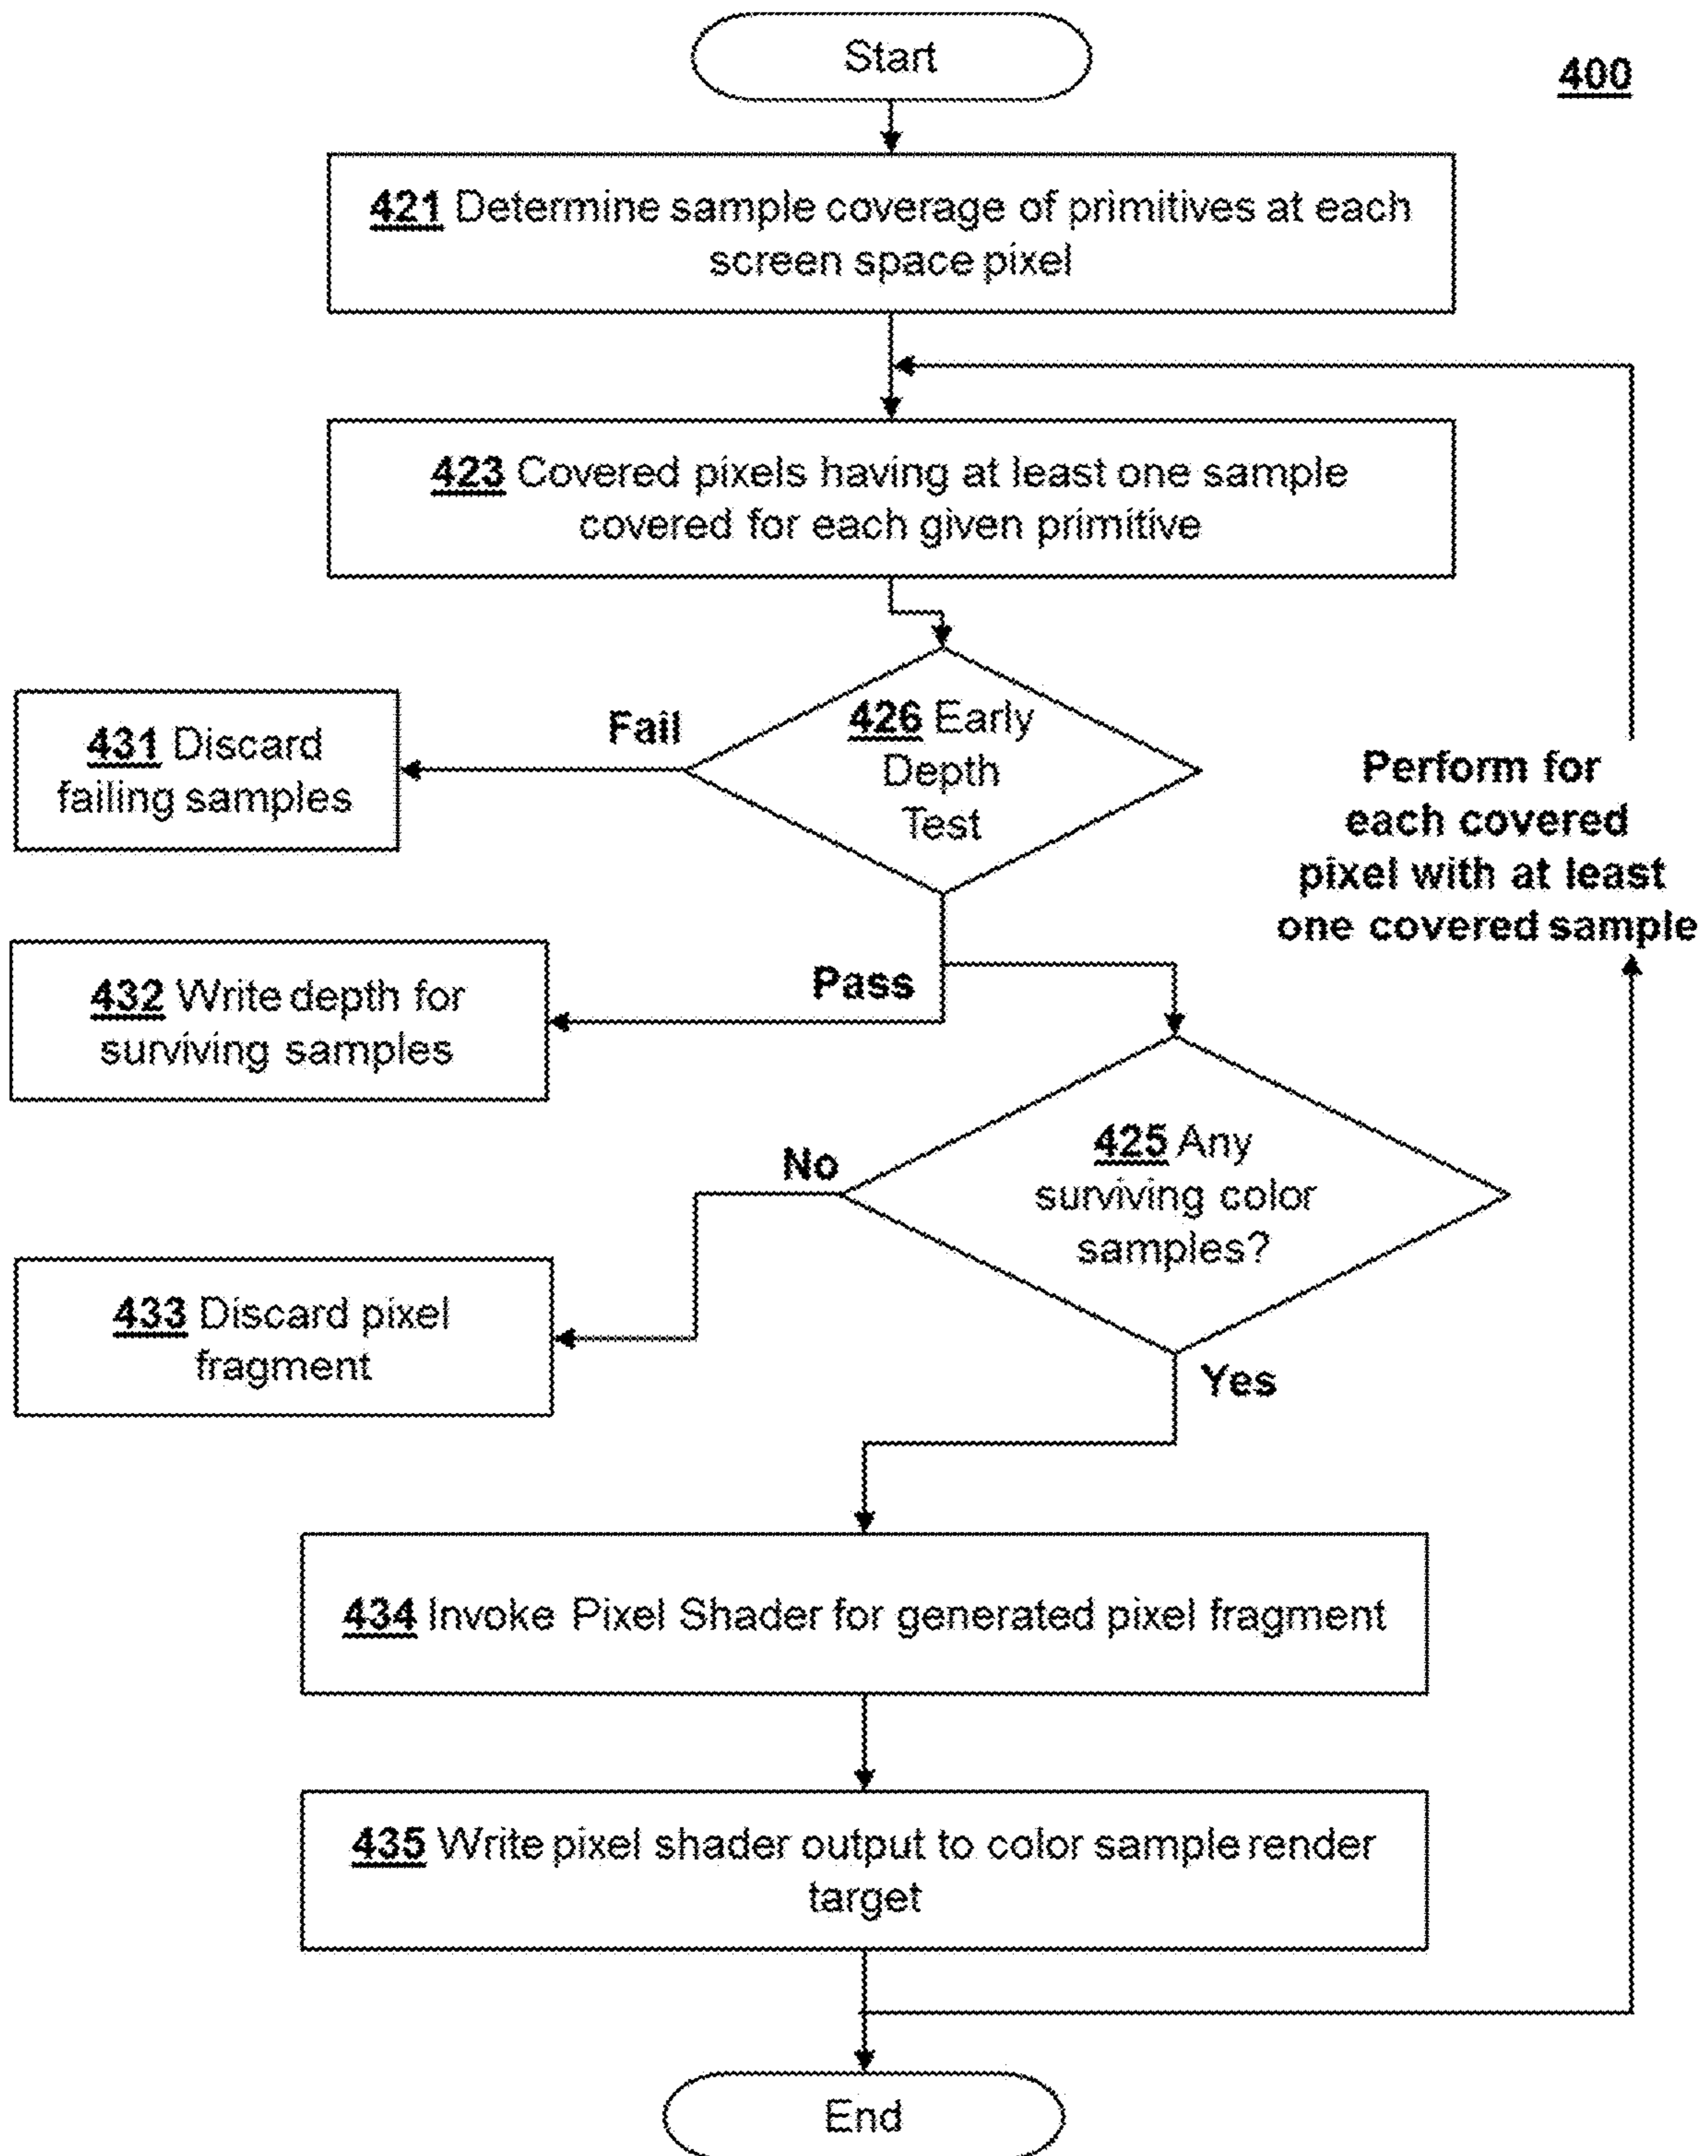 Start
400
421 Determine sample coverage of primitives at each
screen space pixel
423 Covered pixels having at least one sample
covered for each given primitive
Fail
426 Early
Depth
Test
431 Discard
failing samples
Perform for
each covered
pixel with at least
one covered sample
Pass
432 Write depth for
surviving samples
No
425 Any
surviving color
samples?
433 Discard pixel
fragment
Yes
434 Invoke Pixel Shader for generated pixel fragment
435 Write pixel shader output to color sample render
target
End